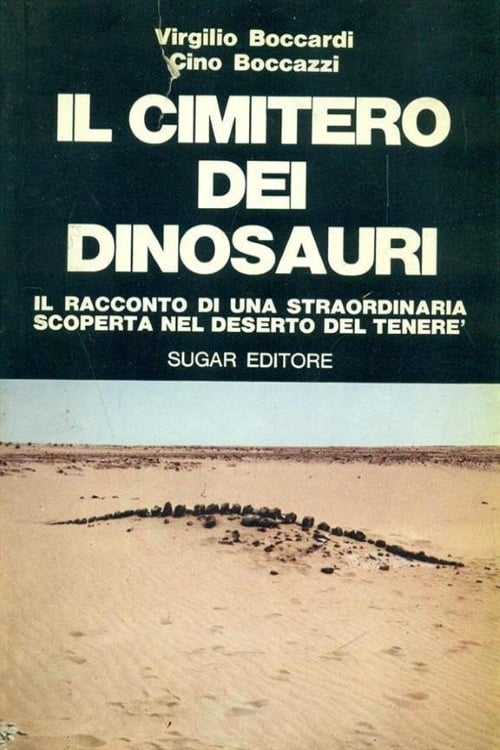 Virgilio Boccardi
Cino Boccazzi
IL CIMITERO
DEI
DINOSAURI
IL RACCONTO DI UNA STRAORDINARIA
SCOPERTA NEL DESERTO DEL TENERE'
SUGAR EDITORE